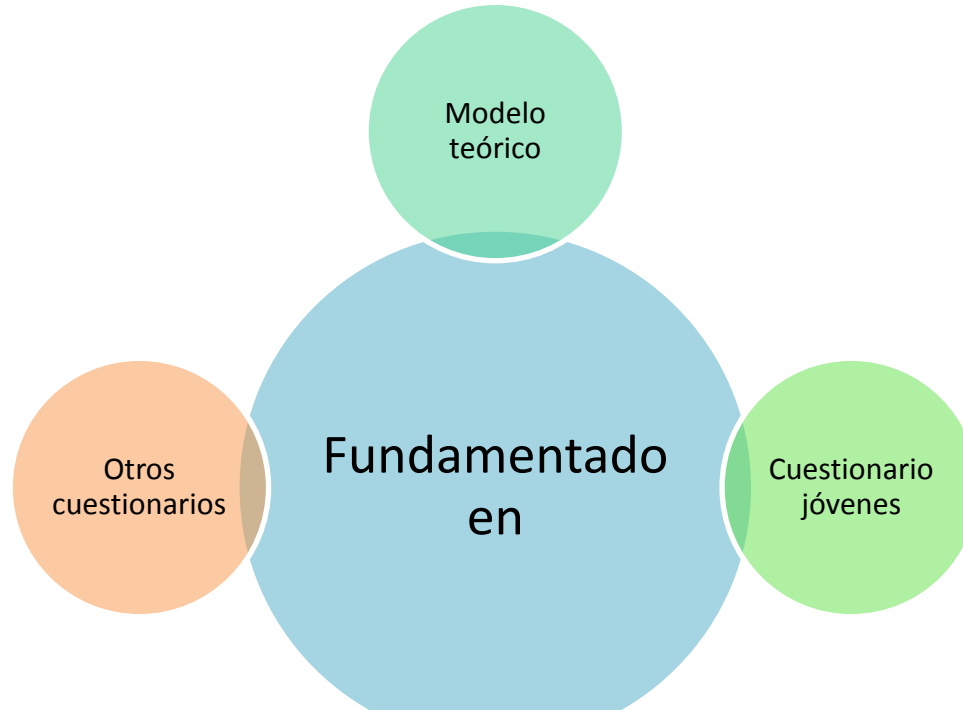 Modelo
teórico
Otros
cuestionarios
Fundamentado
en
Cuestionario
jóvenes